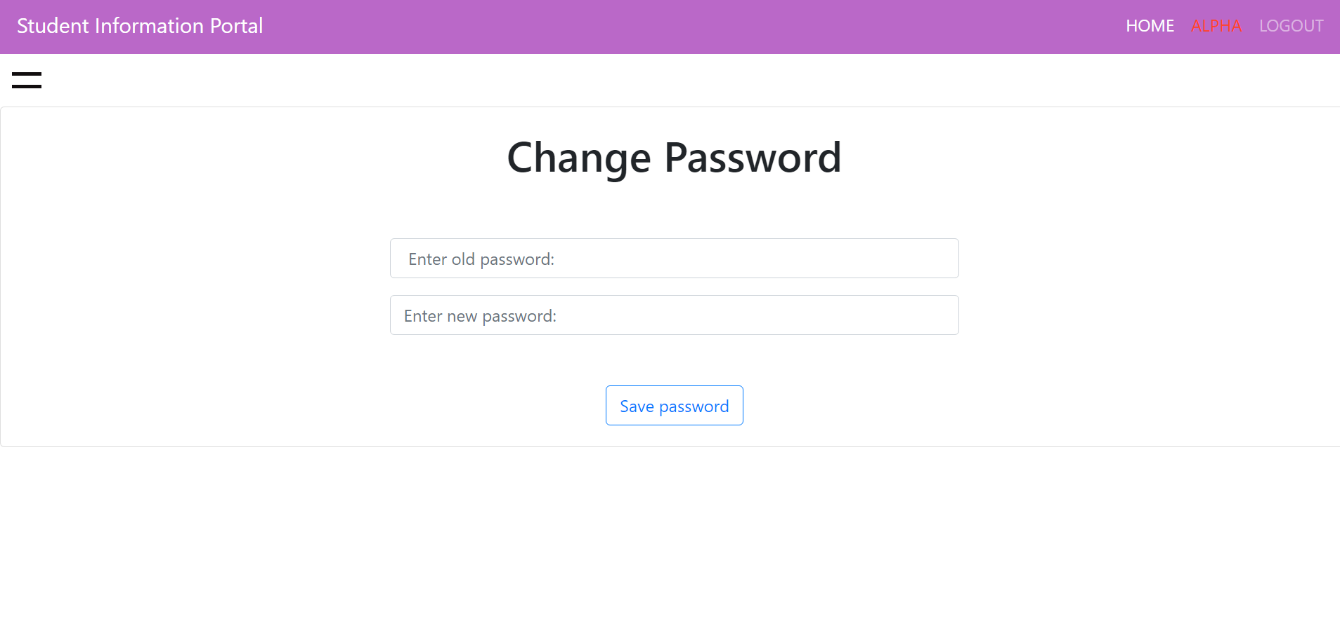 Student Information Portal HOME ALPHA LOGOUT
Change Password
Enter old password:
Enter new password:
Save password